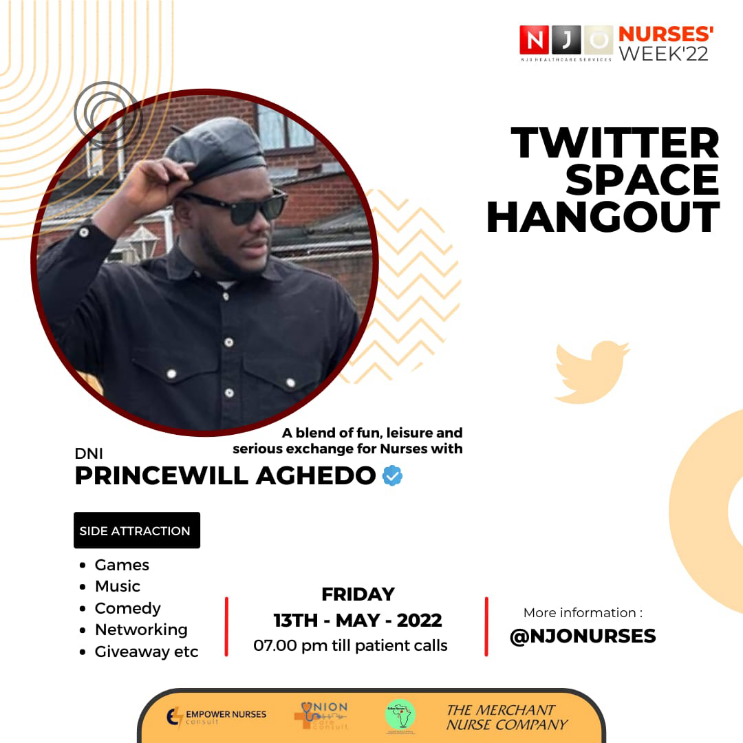 NJO NURSES'
NJO HEALTHCARE SERVICES WEEK'22
TWITTER
SPACE
HANGOUT
A blend of fun, leisure and
serious exchange for Nurses with
DNI
PRINCEWILL AGHEDO
SIDE ATTRACTION
• Games
• Music
• Comedy
• Networking
• Giveaway etc
FRIDAY
13TH - MAY - 2022
07.00 pm till patient calls
More information :
@NJONURSES
EMPOWER NURSES
consult
UNION
care
consult
THE MERCHANT
NURSE COMPANY